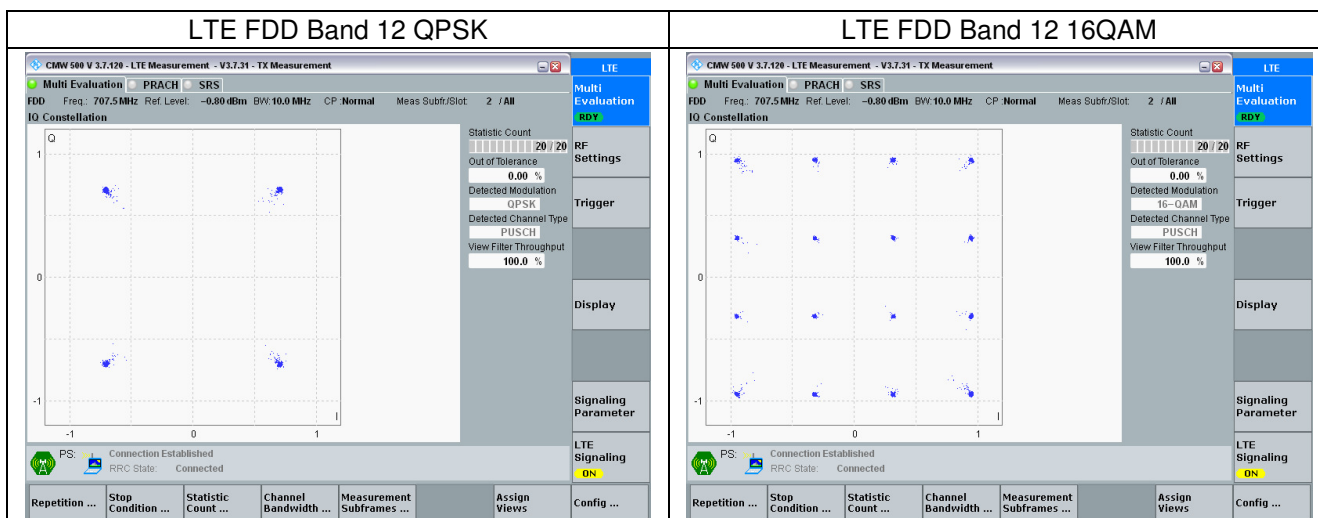 LTE FDD Band 12 QPSK
LTE FDD Band 12 16QAM
CMW 500 V 3.7.120 - LTE Measurement - V3.7.31 - TX Measurement
LTE
Multi Evaluation PRACH SRS
Multi
Evaluation
RDY
FDD Freq.: 707.5 MHz Ref. Level: -0.80 dBm BW: 10.0 MHz CP :Normal Meas Subfr./Slot: 2 / All
IQ Constellation
Q
Statistic Count
20 / 20
RF
Settings
1
Out of Tolerance
0.00 %
Detected Modulation
QPSK
Trigger
Detected Channel Type
PUSCH
View Filter Throughput
100.0 %
0
Display
-1
Signaling
Parameter
I
-1 0 1
LTE
Signaling
ON
PS: Connection Established
RRC State: Connected
Repetition ...
Stop
Condition ...
Statistic
Count ...
Channel
Bandwidth ...
Measurement
Subframes ...
Assign
Views
Config ...
CMW 500 V 3.7.120 - LTE Measurement - V3.7.31 - TX Measurement
LTE
Multi Evaluation PRACH SRS
Multi
Evaluation
RDY
FDD Freq.: 707.5 MHz Ref. Level: -0.80 dBm BW: 10.0 MHz CP :Normal Meas Subfr./Slot: 2 / All
IQ Constellation
Q
Statistic Count
20 / 20
RF
Settings
1
Out of Tolerance
0.00 %
Detected Modulation
16-QAM
Trigger
Detected Channel Type
PUSCH
View Filter Throughput
100.0 %
0
Display
-1
Signaling
Parameter
I
-1 0 1
LTE
Signaling
ON
PS: Connection Established
RRC State: Connected
Repetition ...
Stop
Condition ...
Statistic
Count ...
Channel
Bandwidth ...
Measurement
Subframes ...
Assign
Views
Config ...